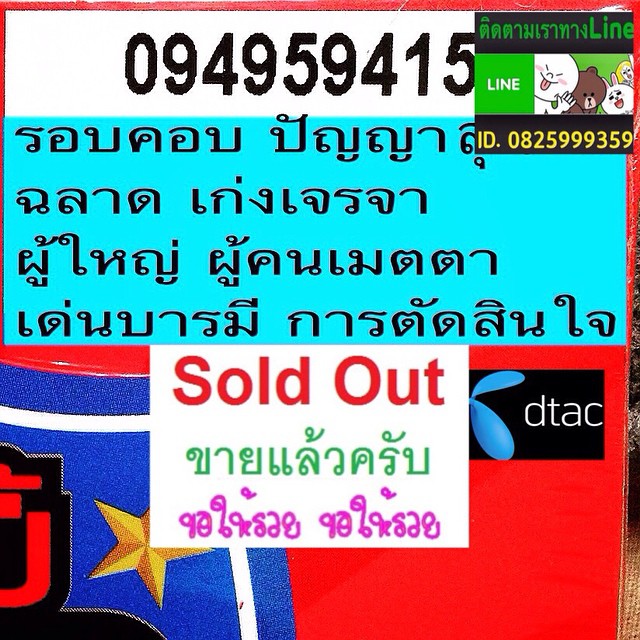 094959415
ติดตามเราทางLine
LINE
ID. 0825999359
รอบคอบ ปัญญา
ฉลาด เก่งเจรจา
ผู้ใหญ่ ผู้คนเมตตา
เด่นบารมี การตัดสินใจ
Sold Out
ขายแล้วครับ
ขอให้รวย ขอให้รวย
dtac